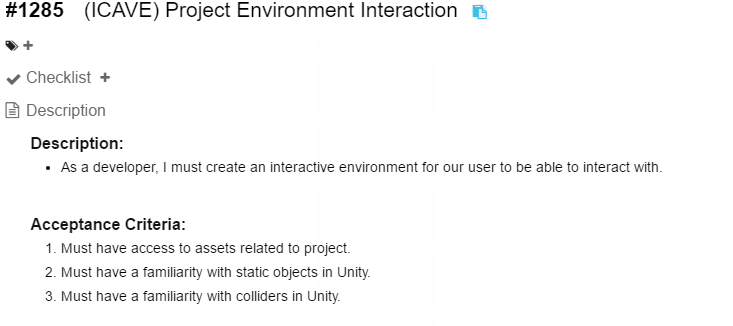 #1285 (ICAVE) Project Environment Interaction
+
Checklist +
Description
Description:
• As a developer, I must create an interactive environment for our user to be able to interact with.
Acceptance Criteria:
1. Must have access to assets related to project.
2. Must have a familiarity with static objects in Unity.
3. Must have a familiarity with colliders in Unity.